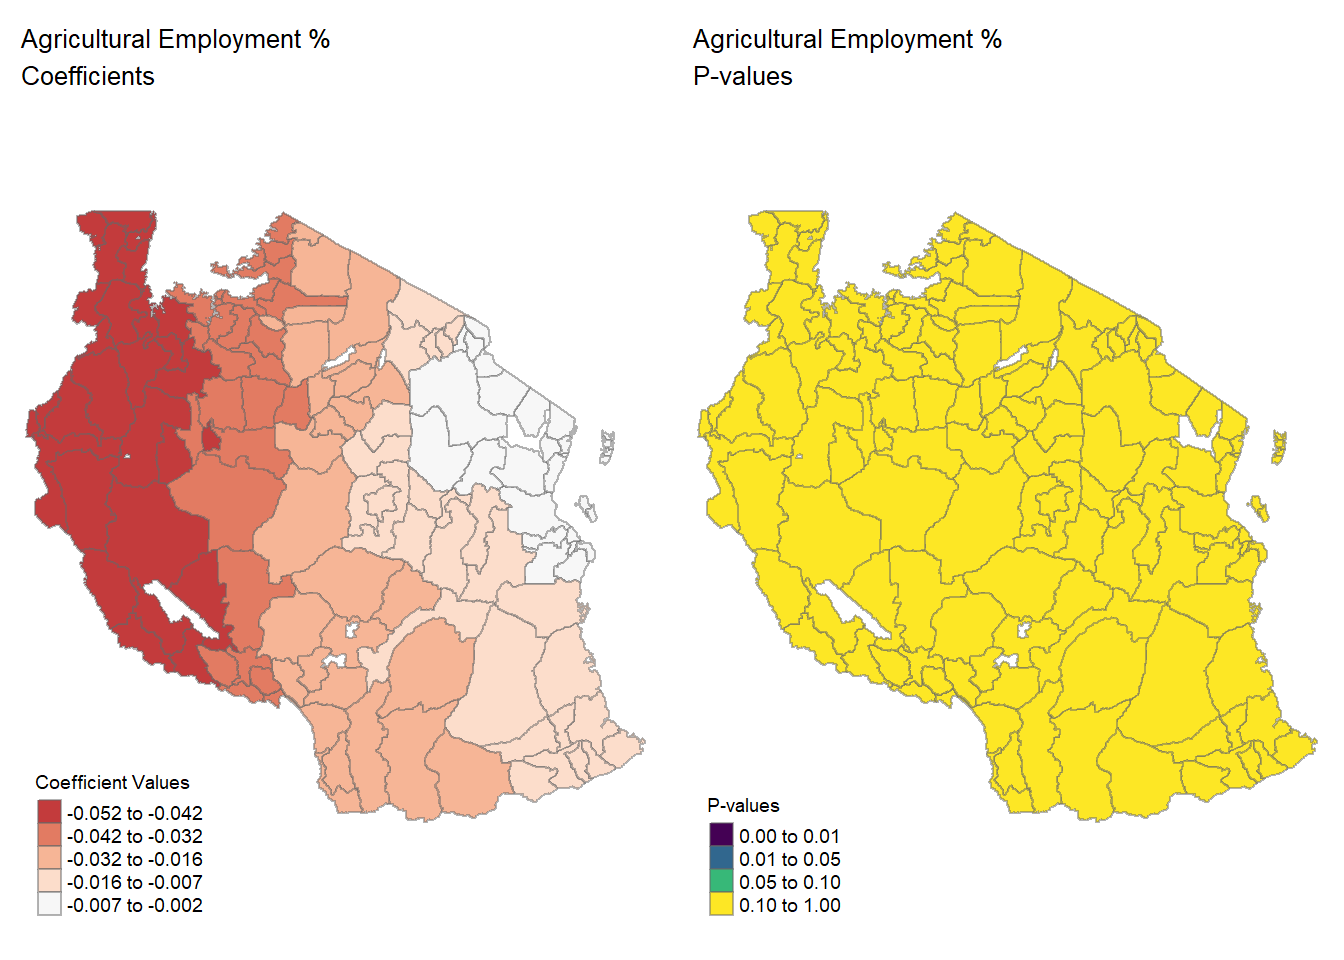 Agricultural Employment %
Coefficients
Coefficient Values
-0.052 to -0.042
-0.042 to -0.032
-0.032 to -0.016
-0.016 to -0.007
-0.007 to -0.002
Agricultural Employment %
P-values
P-values
0.00 to 0.01
0.01 to 0.05
0.05 to 0.10
0.10 to 1.00